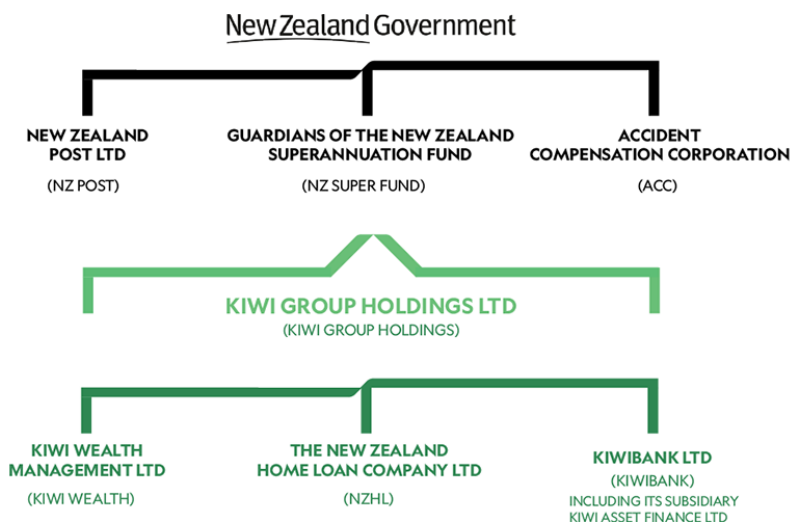 New Zealand Government
NEW ZEALAND
POST LTD
(NZ POST)
GUARDIANS OF THE NEW ZEALAND
SUPERANNUATION FUND
(NZ SUPER FUND)
ACCIDENT
COMPENSATION CORPORATION
(ACC)
KIWI GROUP HOLDINGS LTD
(KIWI GROUP HOLDINGS)
KIWI WEALTH
MANAGEMENT LTD
(KIWI WEALTH)
THE NEW ZEALAND
HOME LOAN COMPANY LTD
(NZHL)
KIWIBANK LTD
(KIWIBANK)
INCLUDING ITS SUBSIDIARY
KIWI ASSET FINANCE LTD